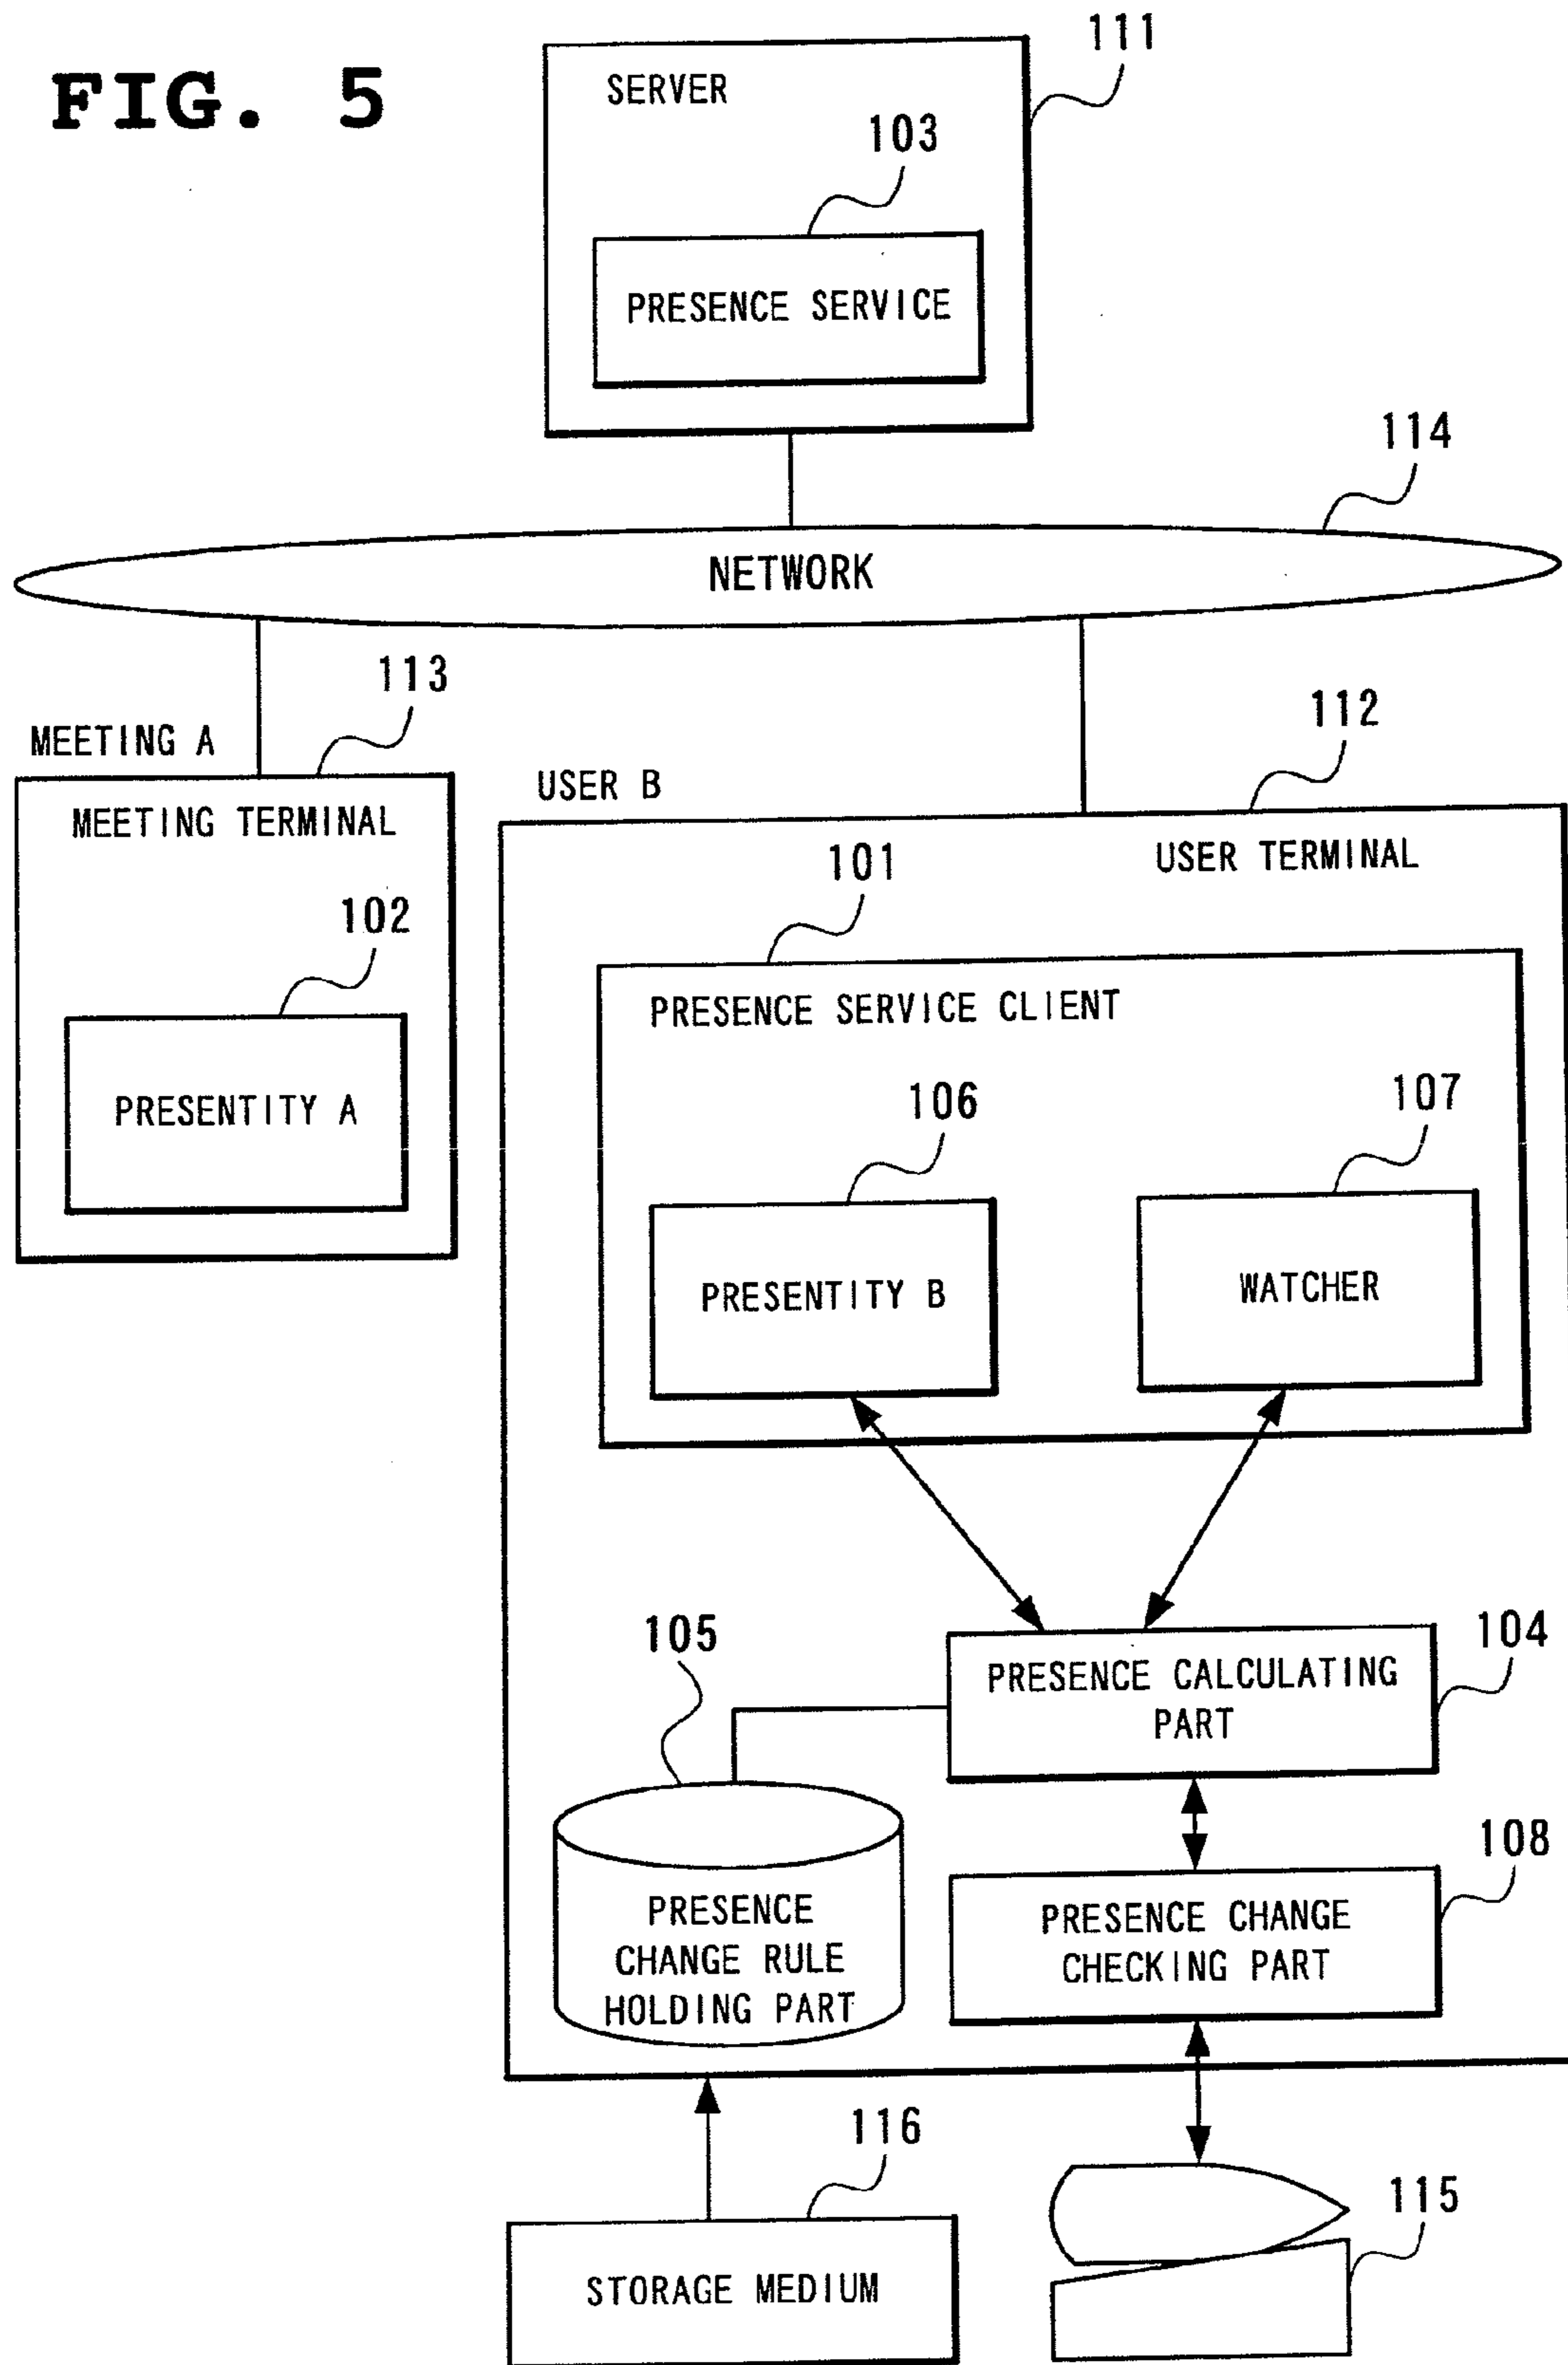 FIG. 5
111
SERVER
103
PRESENCE SERVICE
114
NETWORK
113
MEETING A
112
USER B
MEETING TERMINAL
USER TERMINAL
101
102
PRESENCE SERVICE CLIENT
PRESENTITY A
106
107
PRESENTITY B
WATCHER
105
104
PRESENCE CALCULATING
PART
108
PRESENCE
CHANGE RULE
HOLDING PART
PRESENCE CHANGE
CHECKING PART
116
115
STORAGE MEDIUM